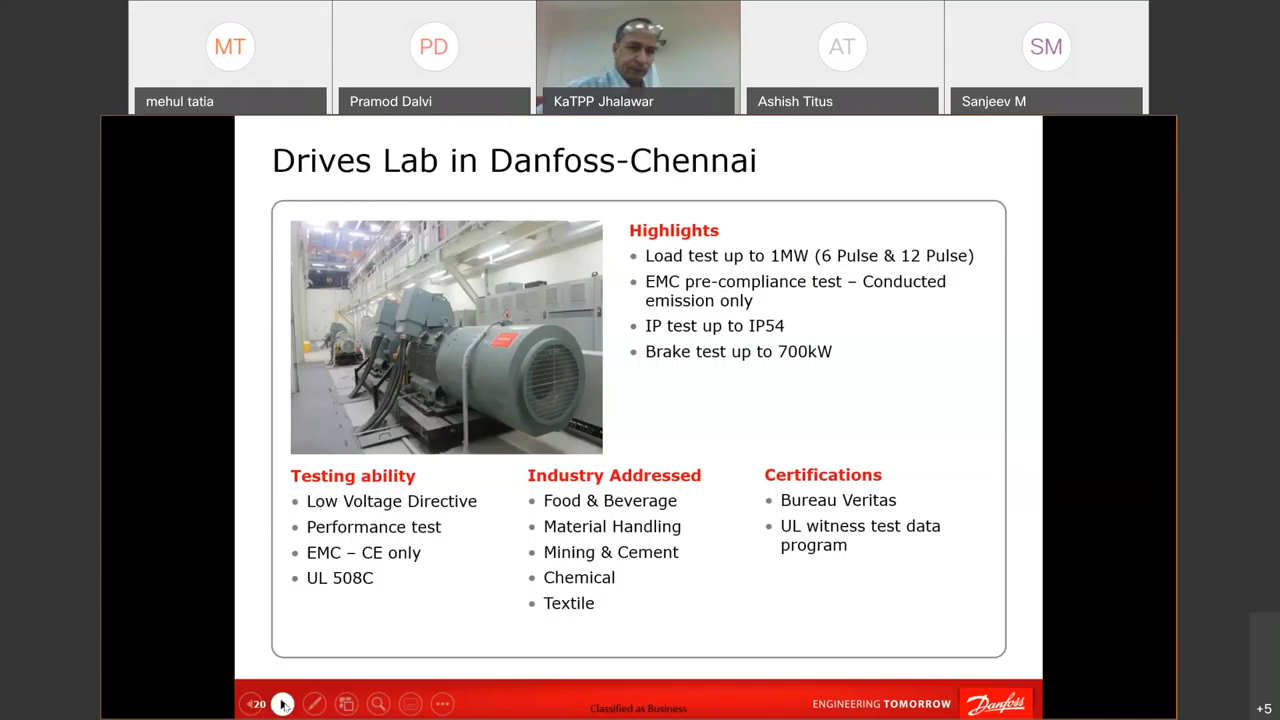 MT
PD
AT
SM
mehul tatia
Pramod Dalvi
KaTPP Jhalawar
Ashish Titus
Sanjeev M
Drives Lab in Danfoss-Chennai
Highlights
Load test up to 1MW (6 Pulse & 12 Pulse)
EMC pre-compliance test – Conducted
emission only
IP test up to IP54
Brake test up to 700kW
Testing ability
Low Voltage Directive
Performance test
EMC – CE only
UL 508C
Industry Addressed
Food & Beverage
Material Handling
Mining & Cement
Chemical
Textile
Certifications
Bureau Veritas
UL witness test data
program
20
Classified as Business
ENGINEERING TOMORROW
Danfoss
+5